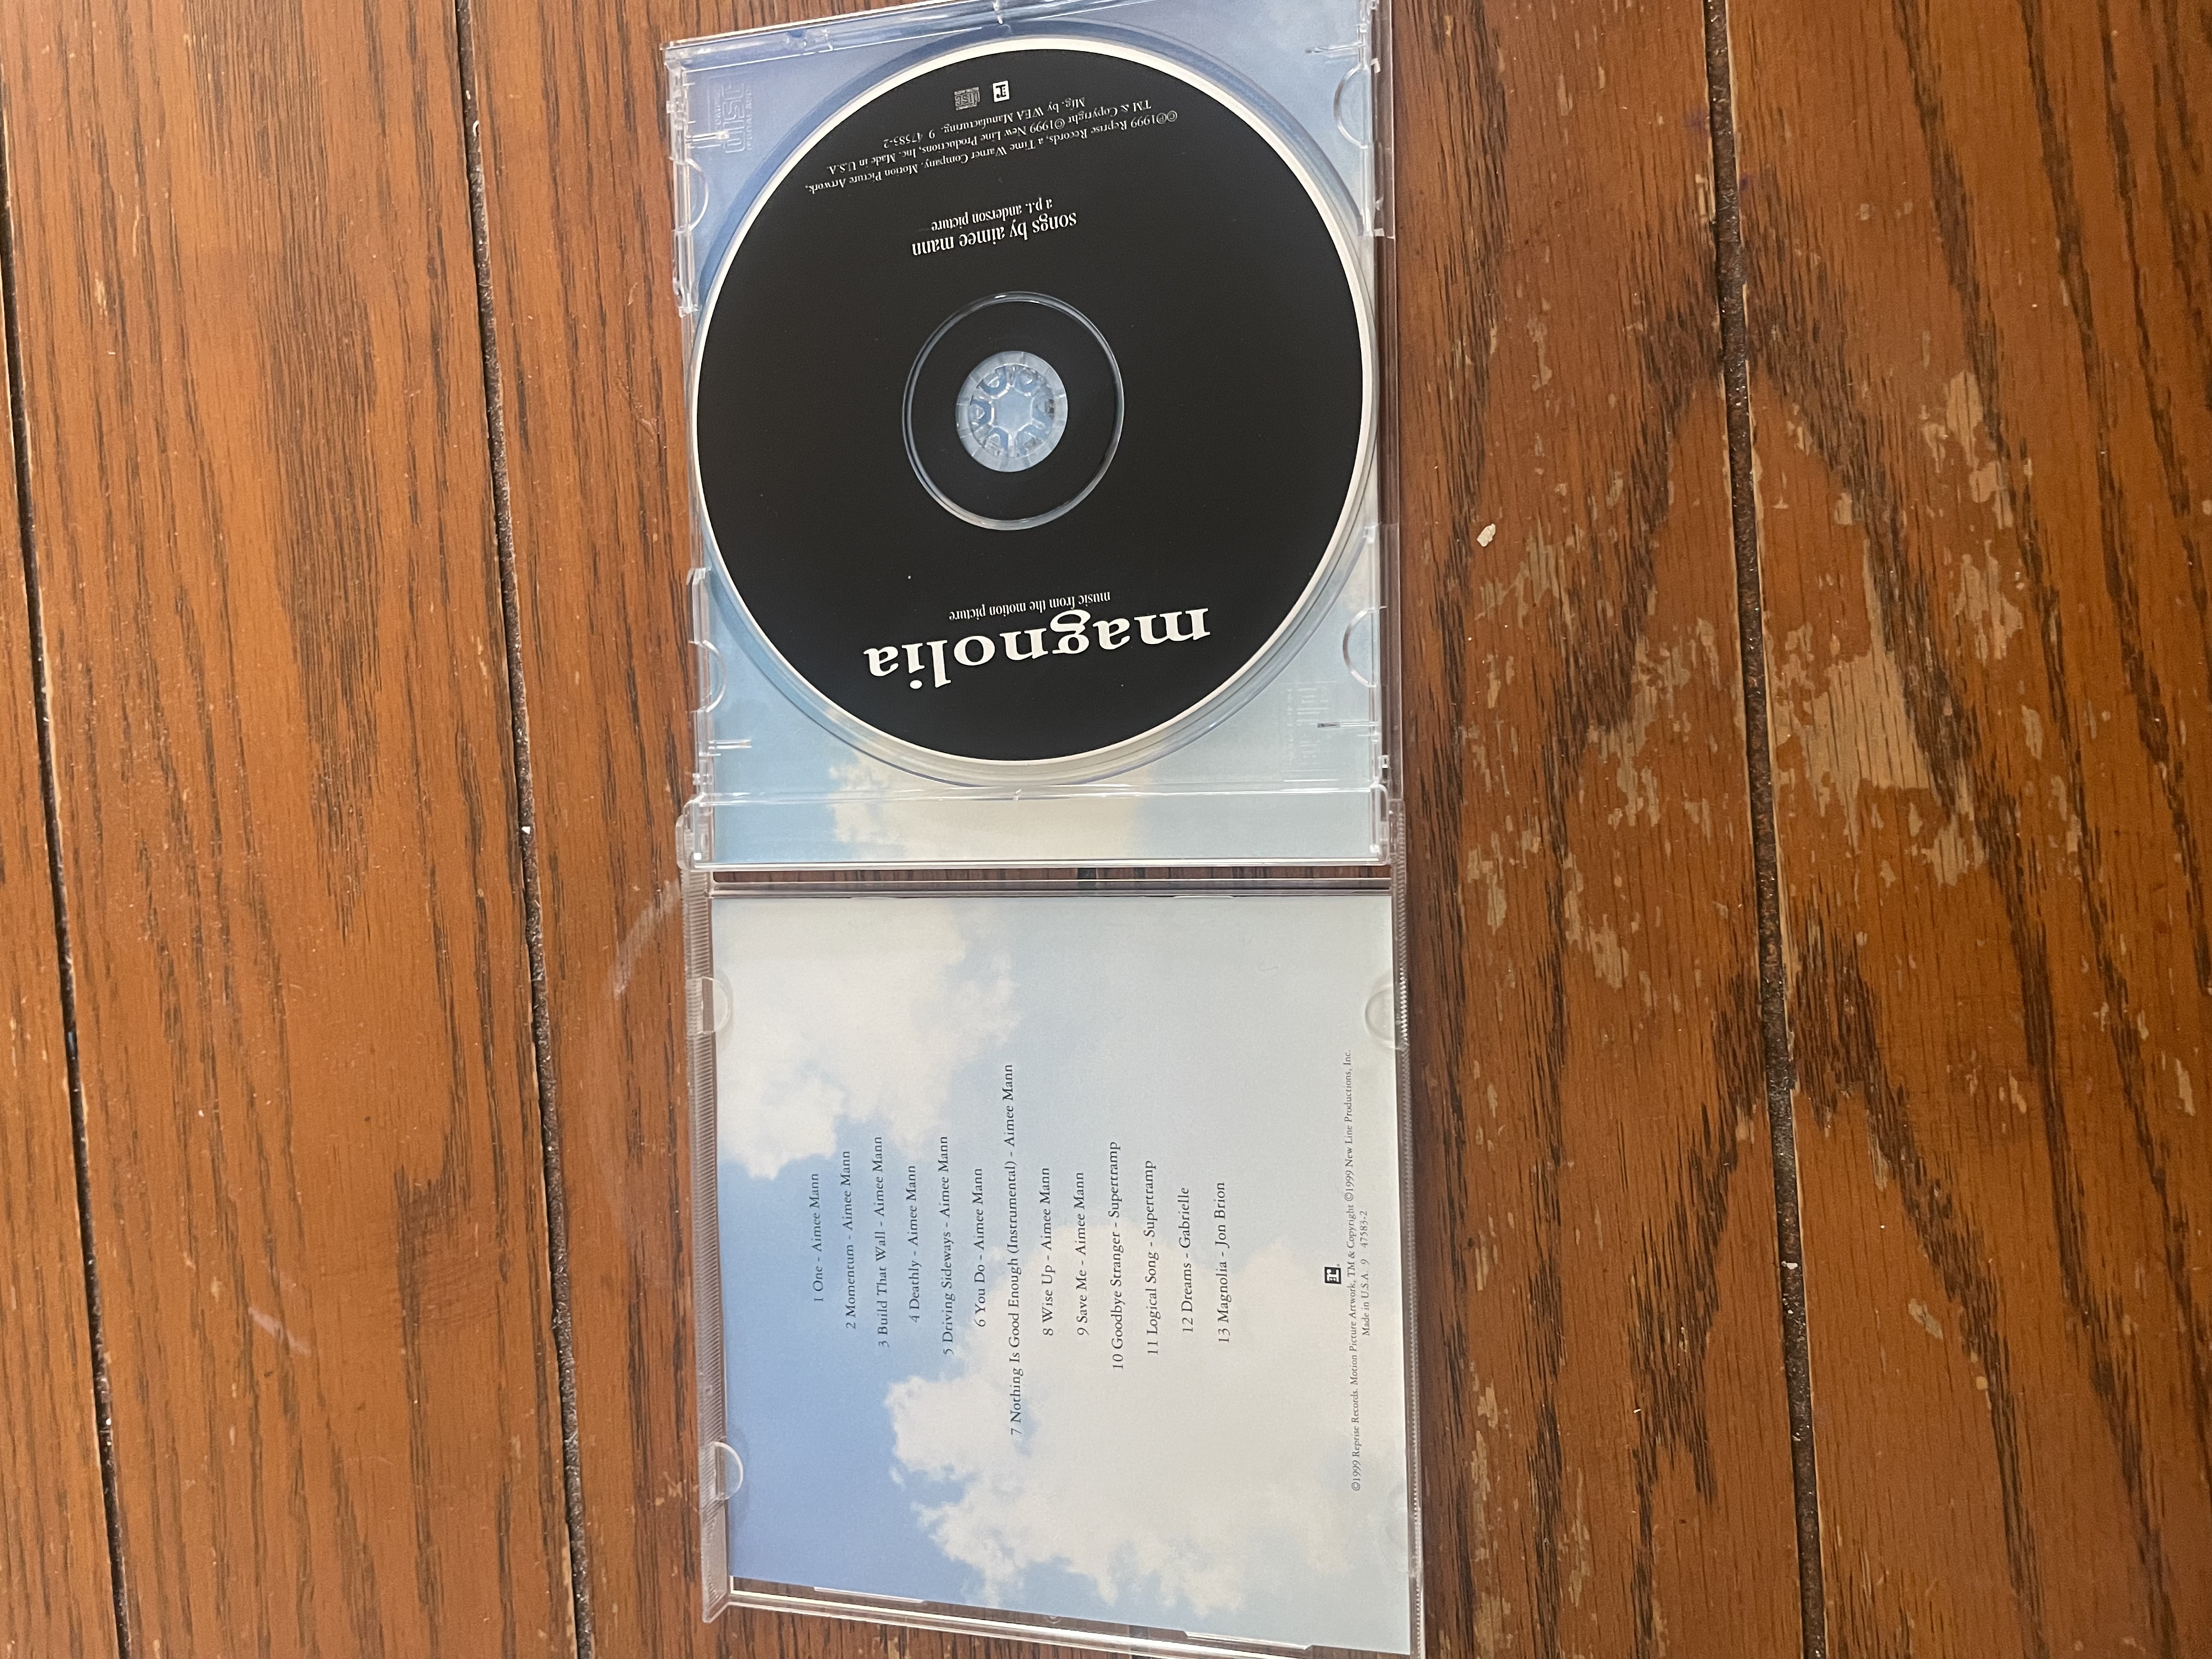 1 One - Aimee Mann
2 Momentum - Aimee Mann
3 Build That Wall - Aimee Mann
4 Deathly - Aimee Mann
5 Driving Sideways - Aimee Mann
6 You Do - Aimee Mann
7 Nothing Is Good Enough (Instrumental) - Aimee Mann
8 Wise Up - Aimee Mann
9 Save Me - Aimee Mann
10 Goodbye Stranger - Supertramp
11 Logical Song - Supertramp
12 Dreams - Gabrielle
13 Magnolia - Jon Brion
r
©1999 Reprise Records. Motion Picture Artwork, TM & Copyright ©1999 New Line Productions, Inc.
Made in U.S.A. 9 47583-2
magnolia
music from the motion picture
songs by aimee mann
a p.t. anderson picture
©℗1999 Reprise Records, a Time Warner Company. Motion Picture Artwork,
TM & Copyright ©1999 New Line Productions, Inc. Made in U.S.A.
Mfg. by WEA Manufacturing. 9 47583-2
r
COMPACT
disc
DIGITAL AUDIO